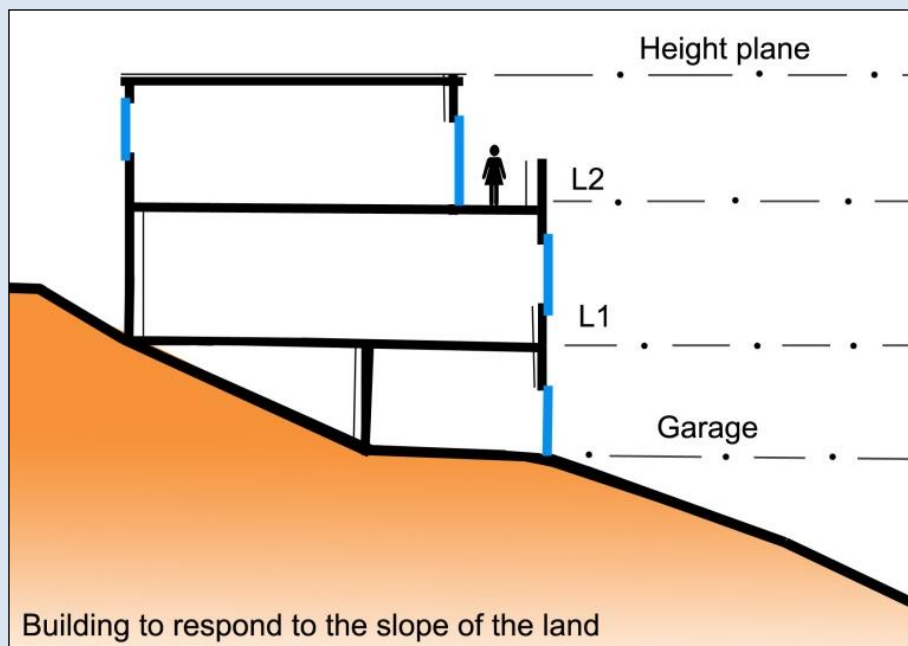 Height plane
L2
L1
Garage
Building to respond to the slope of the land